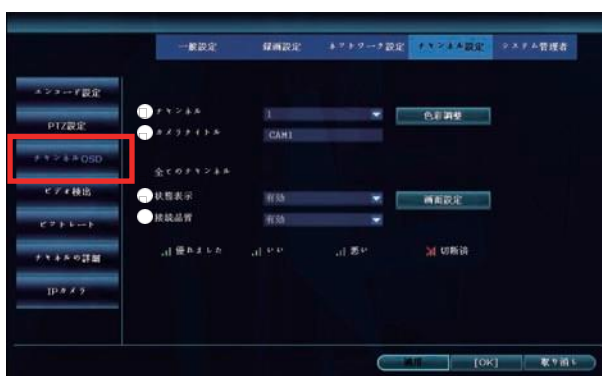 一般設定 録画設定 ネットワーク設定 チャンネル設定 システム管理者
エンコード設定
PTZ設定
チャンネルOSD
ビデオ検出
ビットレート
チャネルの詳細
IPカメラ
チャンネル 1 色彩調整
カメラタイトル CAM1
全てのチャンネル
状態表示 有効 画面設定
接続品質 有効
優れました いい 悪い 切断済
適用 [OK] 取り消し